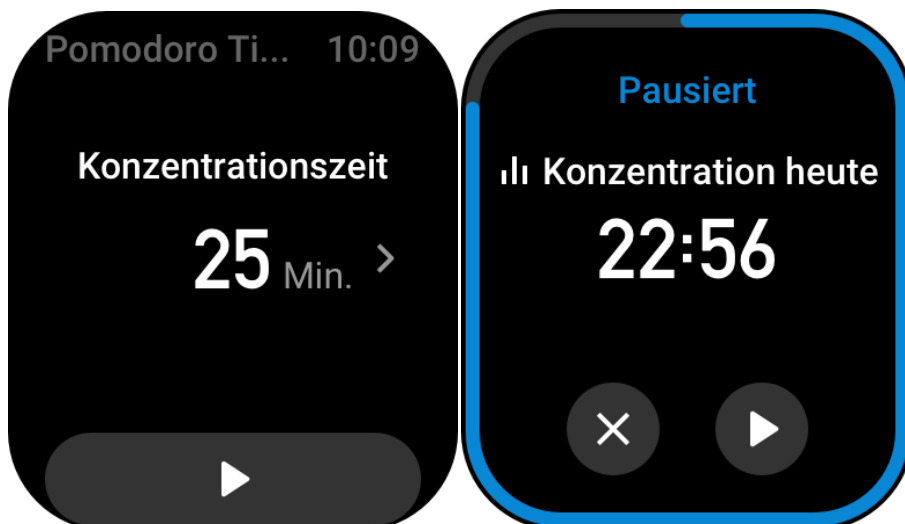 Pomodoro Ti... 10:09
Konzentrationszeit
25 Min.
Pausiert
Konzentration heute
22:56